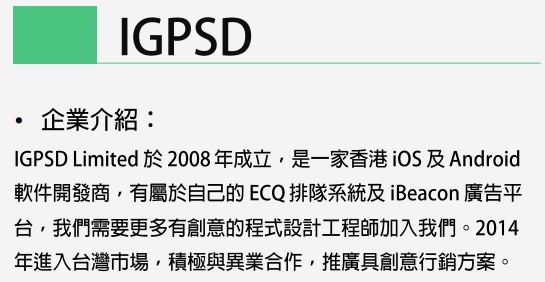 IGPSD
• 企業介紹：
IGPSD Limited 於 2008 年成立，是一家香港 iOS 及 Android
軟件開發商，有屬於自己的 ECQ 排隊系統及 iBeacon 廣告平
台，我們需要更多有創意的程式設計工程師加入我們。2014
年進入台灣市場，積極與異業合作，推廣具創意行銷方案。